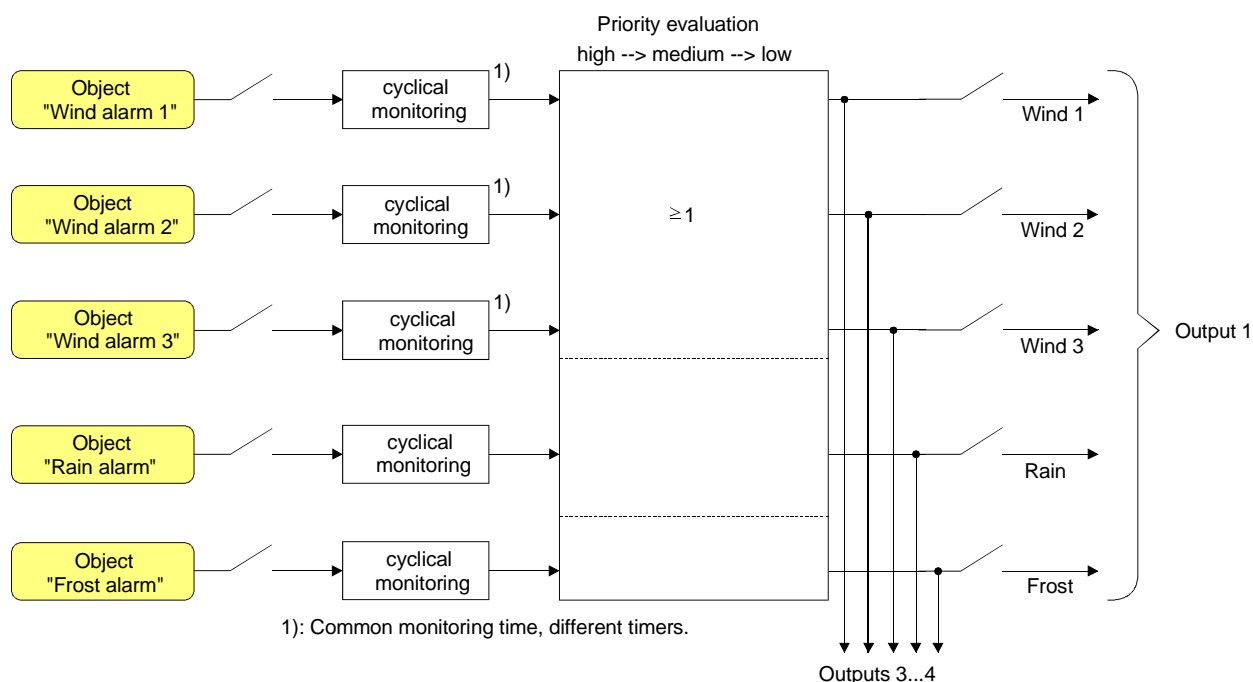 Priority evaluation
high --> medium --> low
Object
"Wind alarm 1"
cyclical
monitoring
1)
Wind 1
Object
"Wind alarm 2"
cyclical
monitoring
1)
≥1
Wind 2
Object
"Wind alarm 3"
cyclical
monitoring
1)
Wind 3
Output 1
Object
"Rain alarm"
cyclical
monitoring
Rain
Object
"Frost alarm"
cyclical
monitoring
Frost
1): Common monitoring time, different timers.
Outputs 3...4